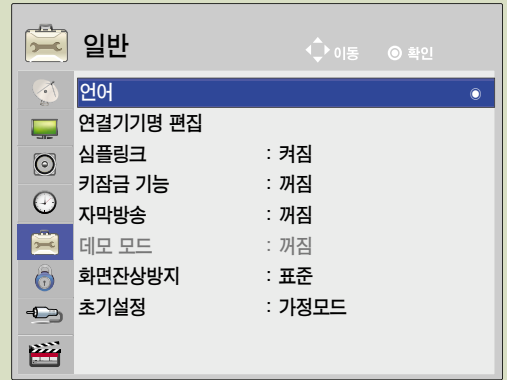 일반
이동 확인
언어
연결기기명 편집
심플링크 : 켜짐
키잠금 기능 : 꺼짐
자막방송 : 꺼짐
데모 모드 : 꺼짐
화면잔상방지 : 표준
초기설정 : 가정모드